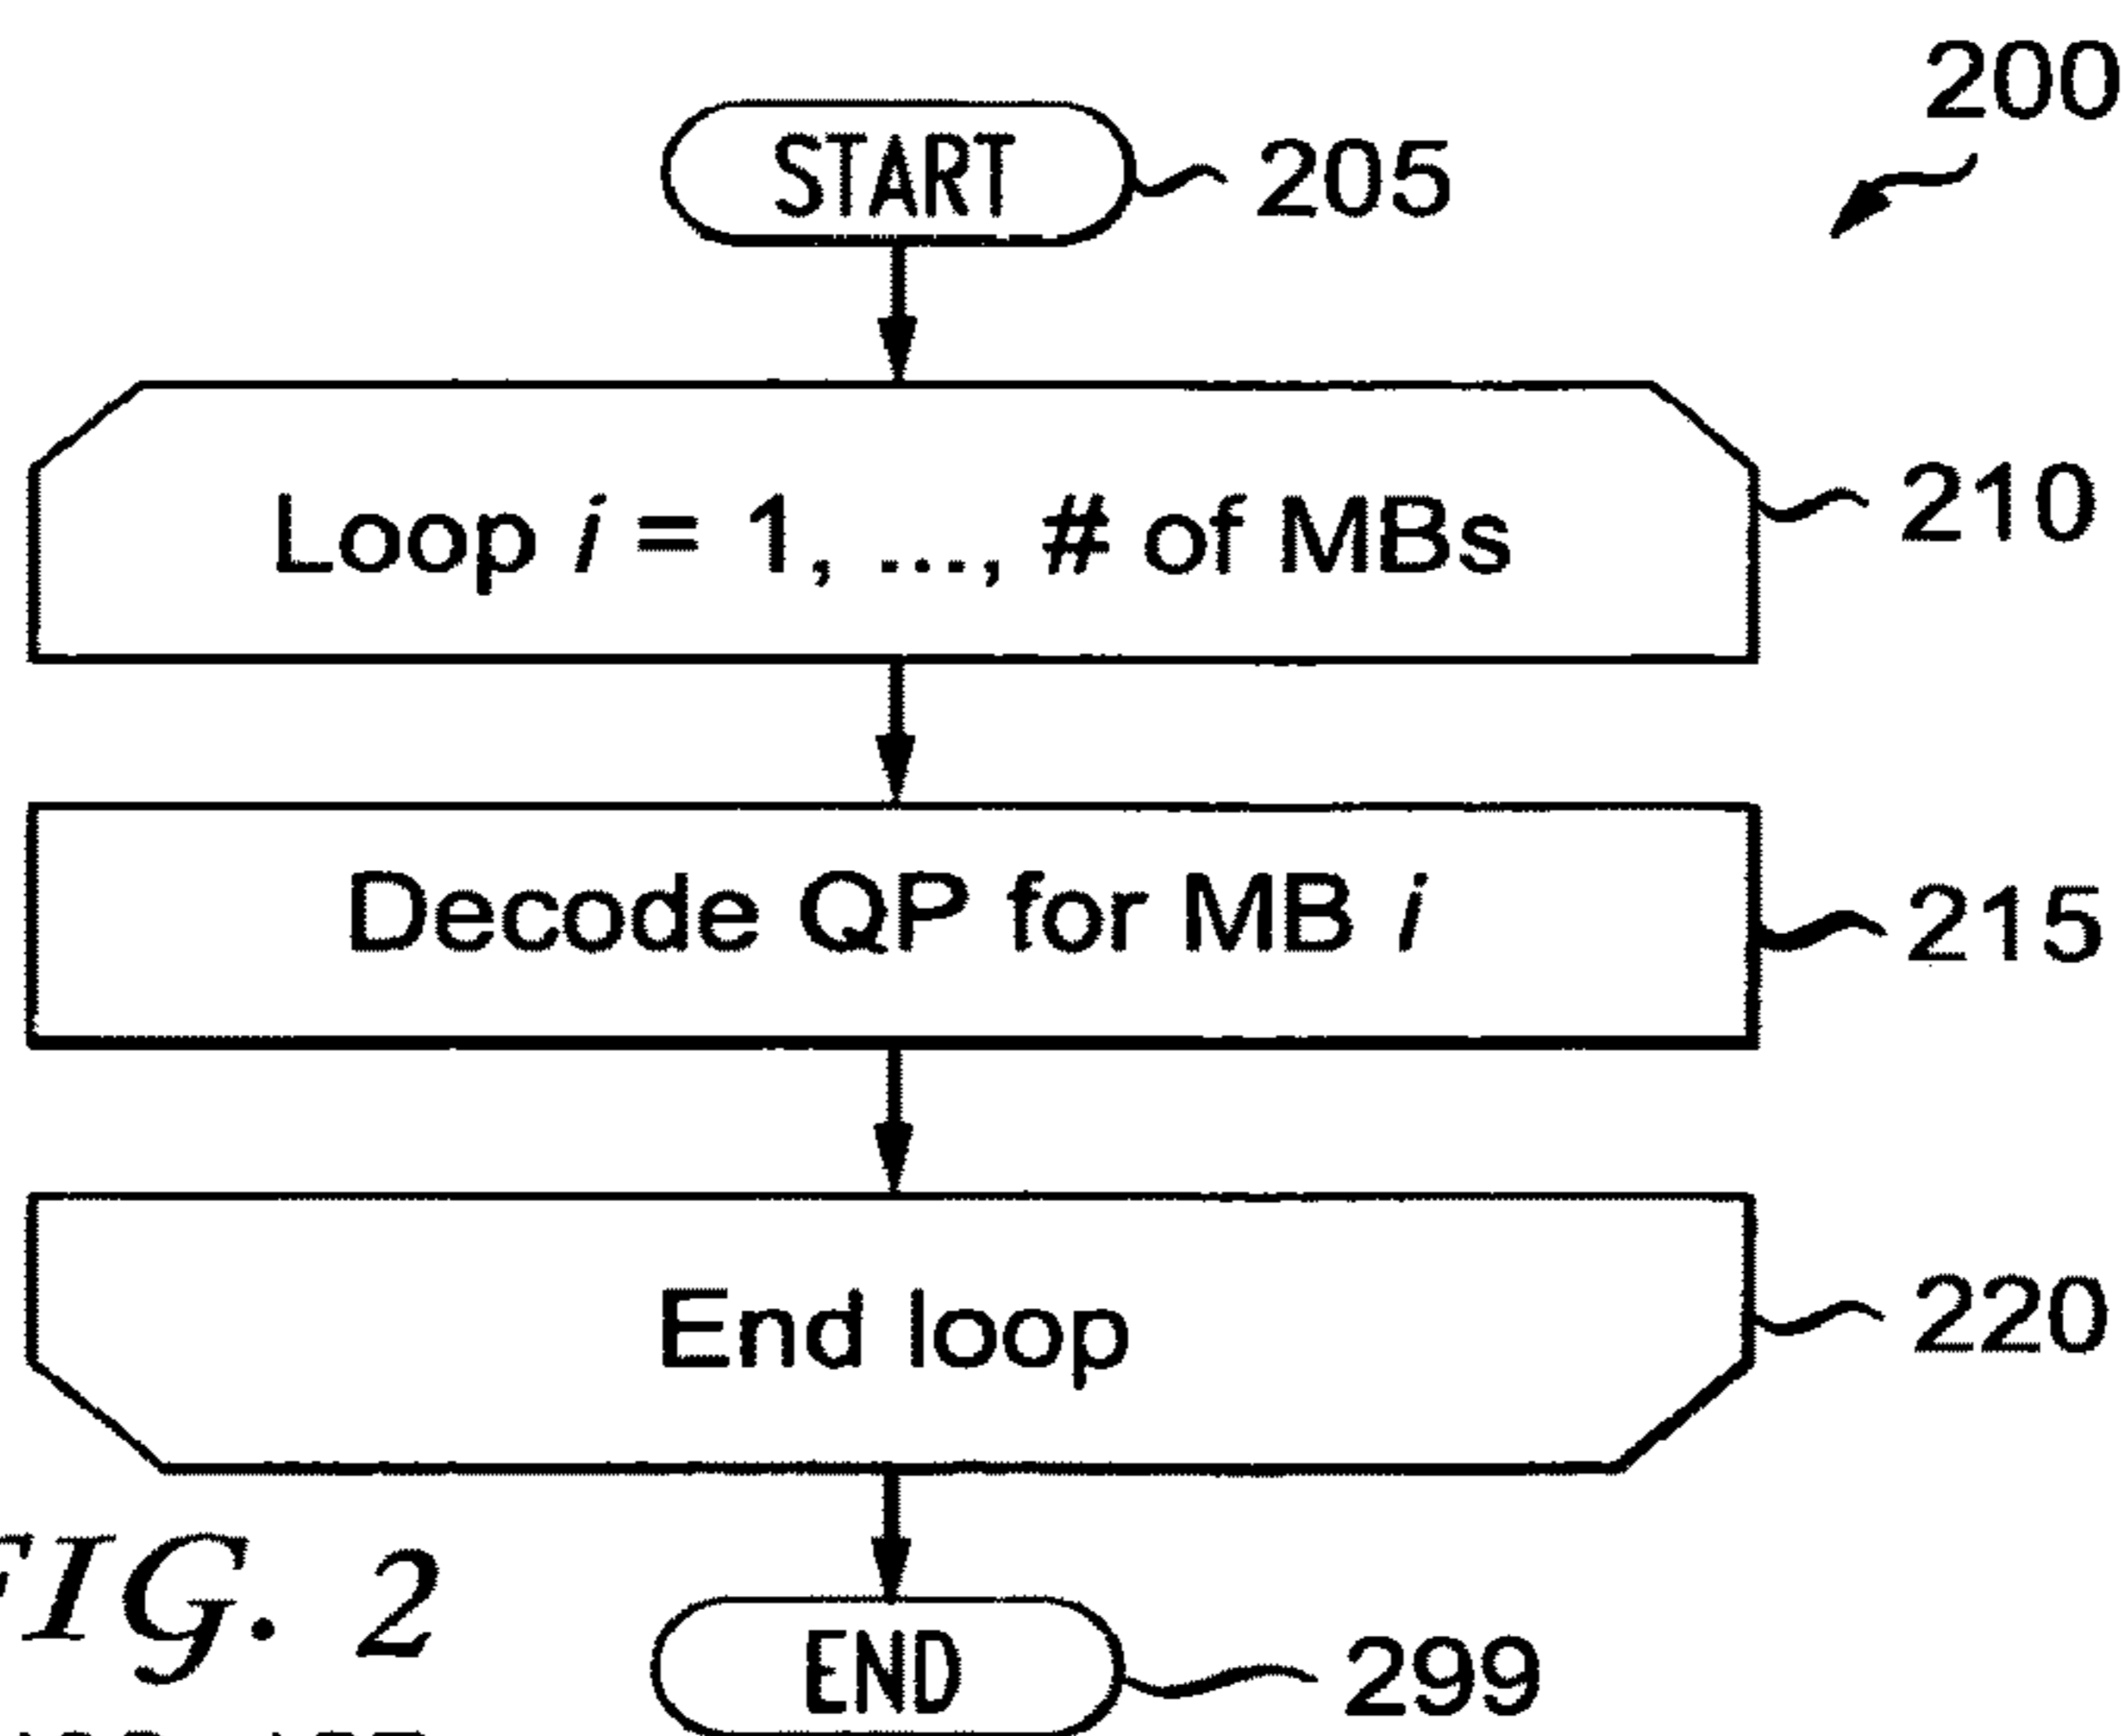 200
START 205
Loop i = 1, ..., # of MBs 210
Decode QP for MB i 215
End loop 220
FIG. 2
END 299